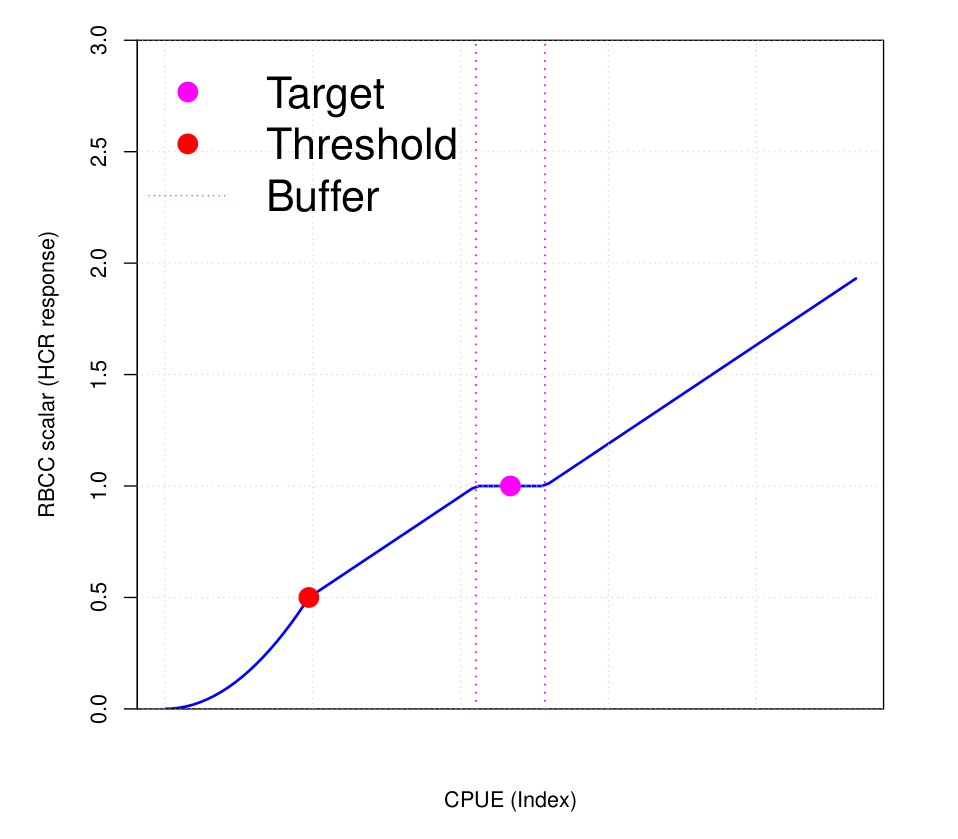 3.0
2.5
2.0
1.5
1.0
0.5
0.0
RBCC scalar (HCR response)
Target
Threshold
Buffer
CPUE (Index)